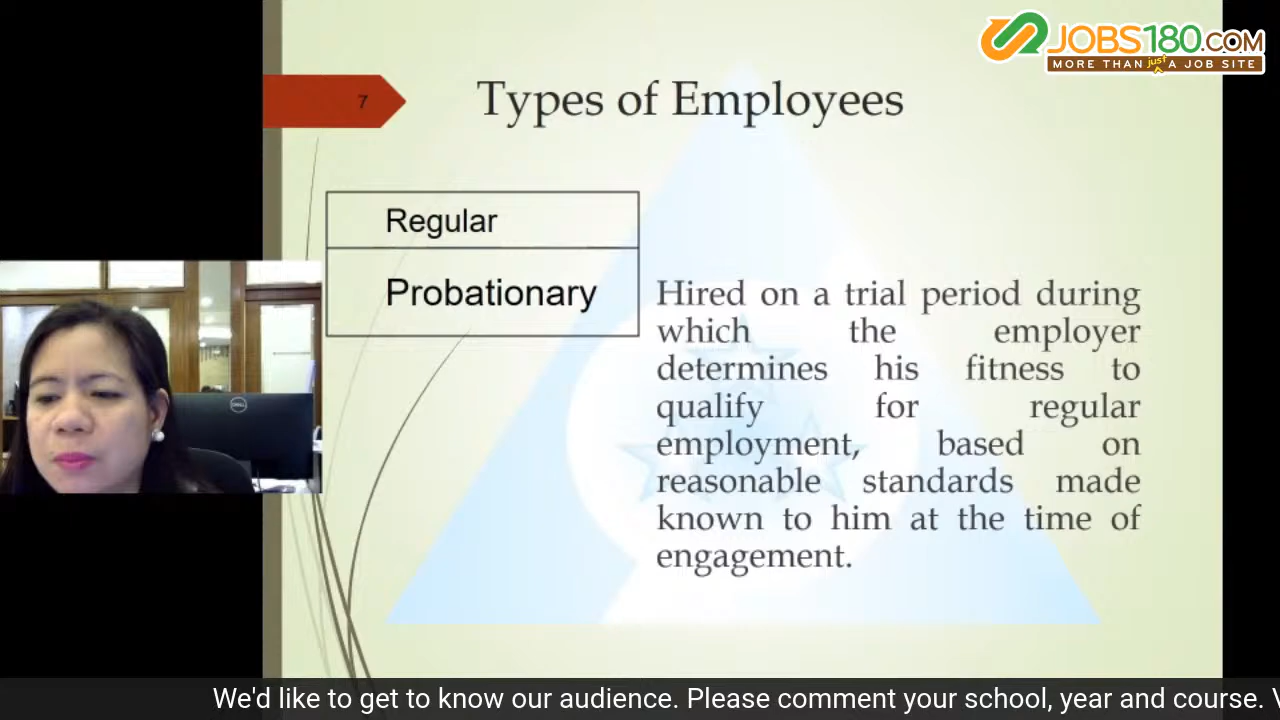 JOBS180.COM
MORE THAN just A JOB SITE
7
Types of Employees
Regular
Probationary
Hired on a trial period during
which the employer
determines his fitness to
qualify for regular
employment, based on
reasonable standards made
known to him at the time of
engagement.
DELL
We'd like to get to know our audience. Please comment your school, year and course. V